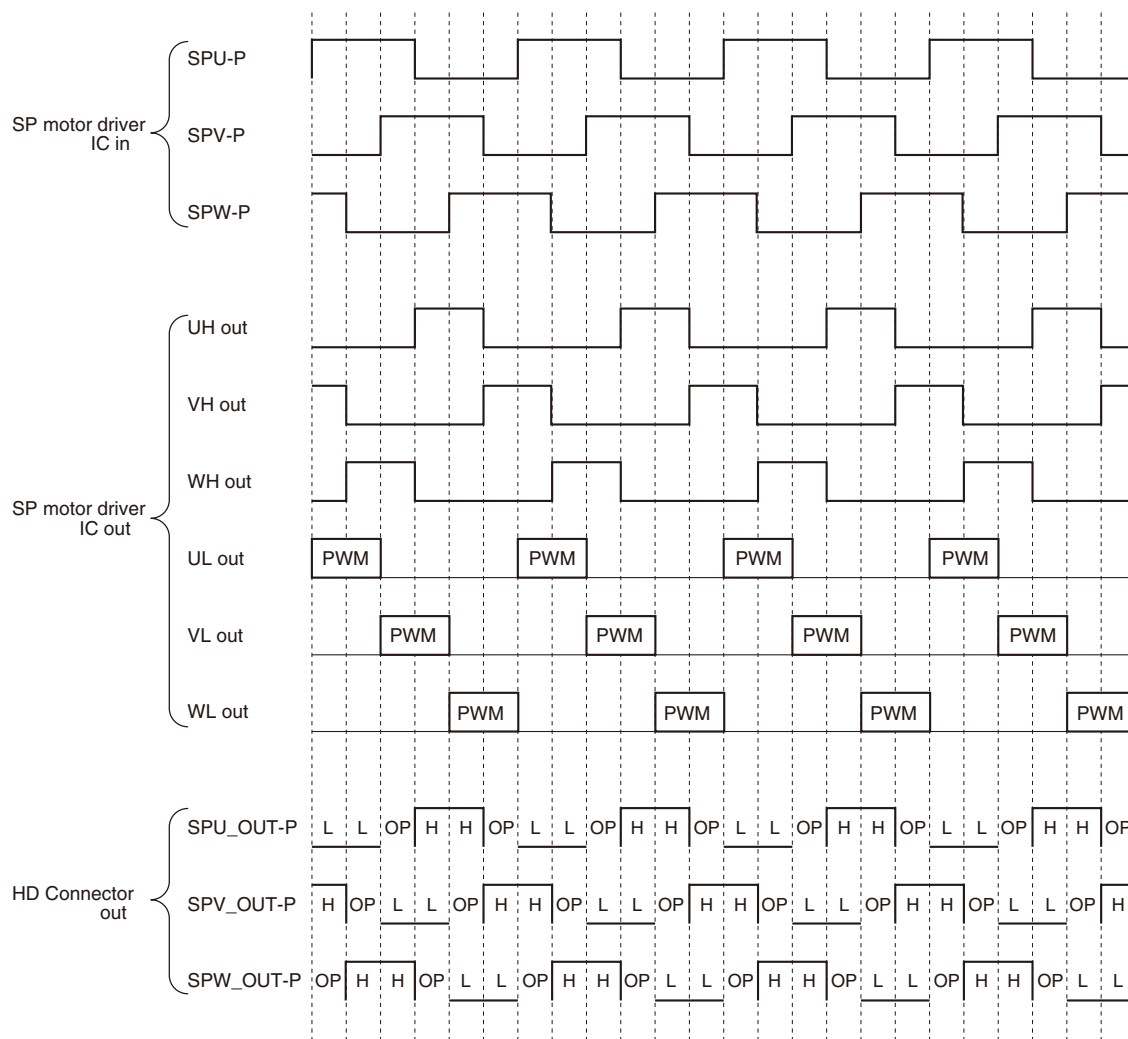 SP motor driver
IC in
SPU-P
SPV-P
SPW-P
SP motor driver
IC out
UH out
VH out
WH out
UL out PWM PWM PWM PWM
VL out PWM PWM PWM PWM
WL out PWM PWM PWM PWM
HD Connector
out
SPU_OUT-P L L OP H H OP L L OP H H OP L L OP H H OP L L OP H H OP
SPV_OUT-P H OP L L OP H H OP L L OP H H OP L L OP H H OP L L OP H
SPW_OUT-P OP H H OP L L OP H H OP L L OP H H OP L L OP H H OP L L